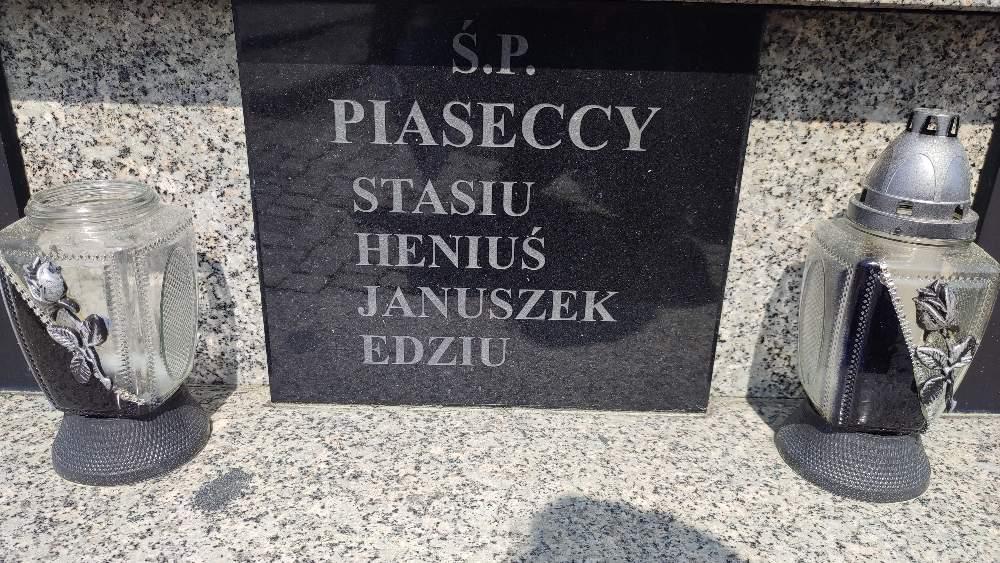 Ś.P.
PIASECCY
STASIU
HENIUŚ
JANUSZEK
EDZIU